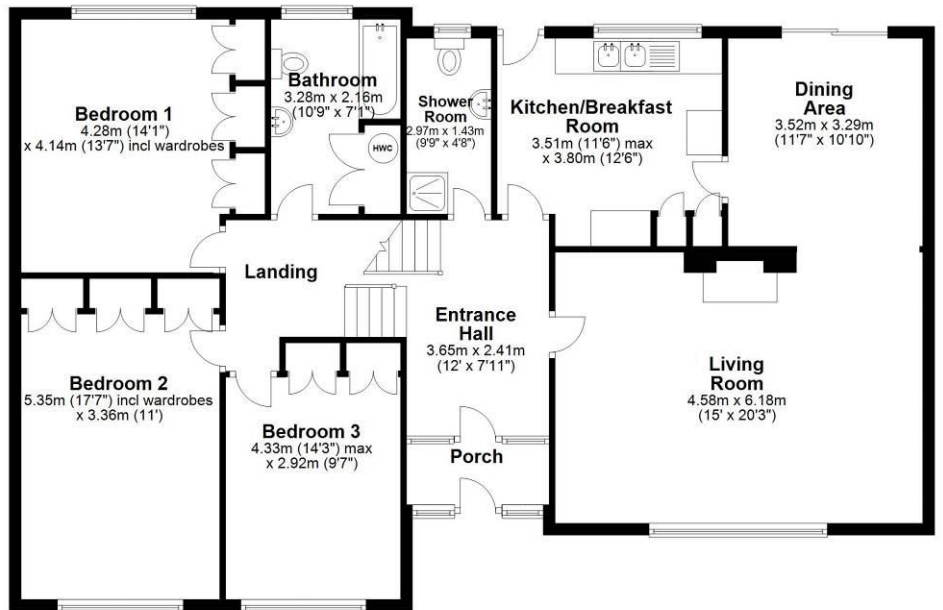 Bedroom 1
4.28m (14'1")
x 4.14m (13'7") incl wardrobes
Bathroom
3.28m x 2.16m
(10'9" x 7'1")
HWC
Shower
Room
2.97m x 1.43m
(9'9" x 4'8")
Kitchen/Breakfast
Room
3.51m (11'6") max
x 3.80m (12'6")
Dining
Area
3.52m x 3.29m
(11'7" x 10'10")
Landing
Entrance
Hall
3.65m x 2.41m
(12' x 7'11")
Living
Room
4.58m x 6.18m
(15' x 20'3")
Bedroom 2
5.35m (17'7") incl wardrobes
x 3.36m (11')
Bedroom 3
4.33m (14'3") max
x 2.92m (9'7")
Porch